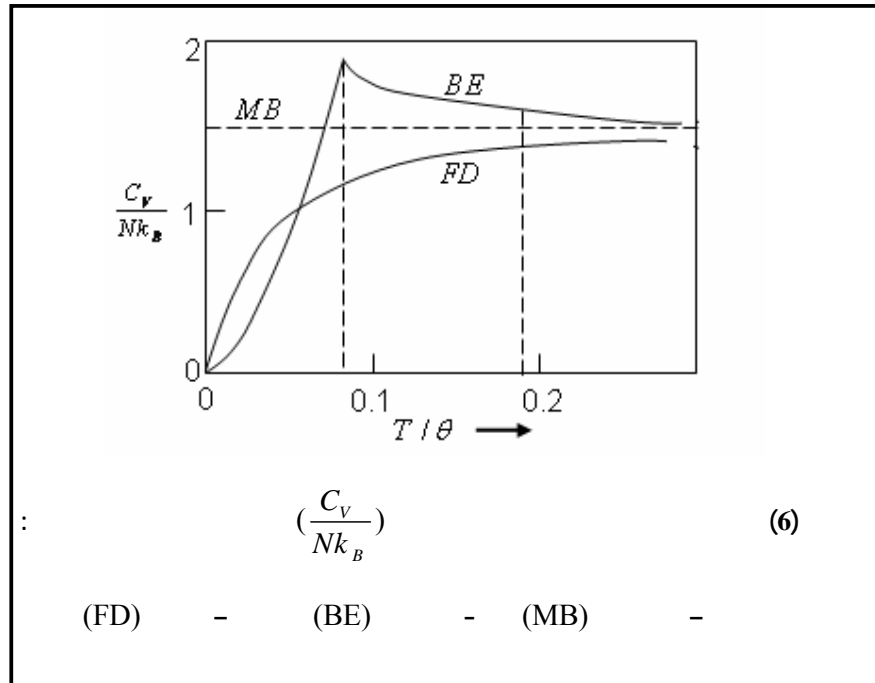 2
BE
MB
FD
C_V / Nk_B
1
0
0 0.1 0.2
T / θ →
: (C_V / Nk_B) (6)
(FD) - (BE) - (MB) -